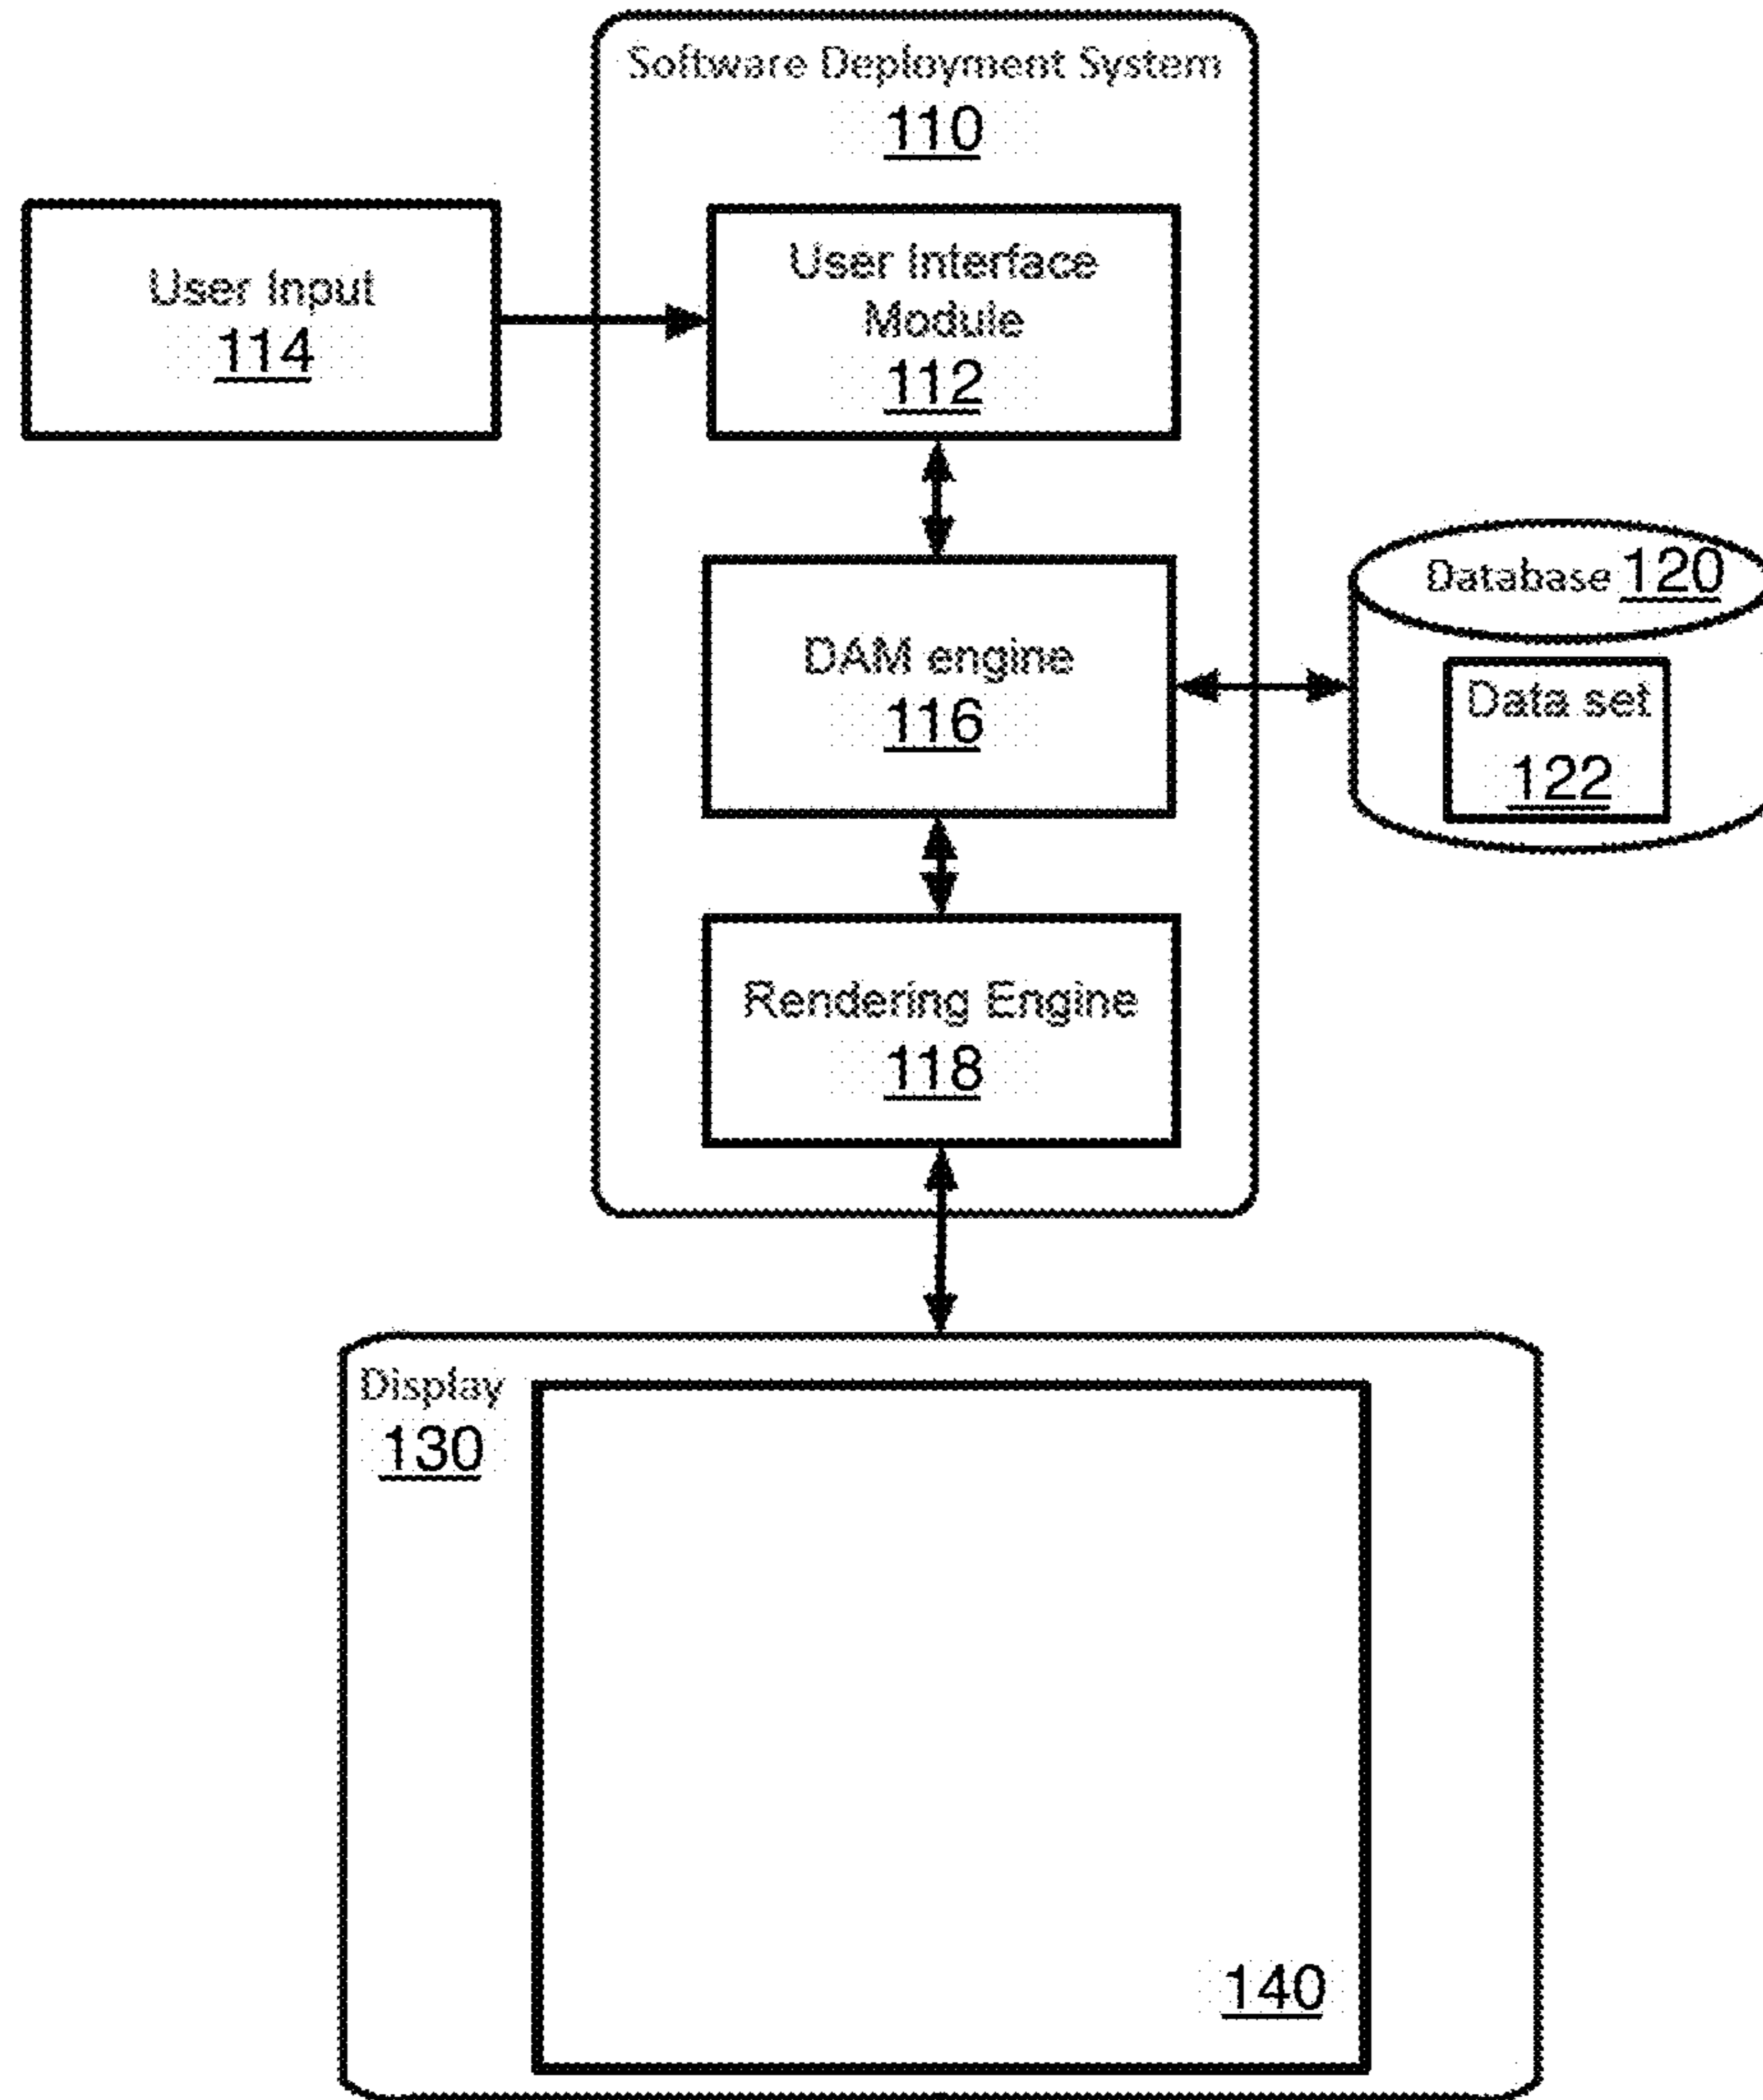 Software Deployment System
110
User Input
114
User Interface
Module
112
DAM engine
116
Database 120
Data set
122
Rendering Engine
118
Display
130
140